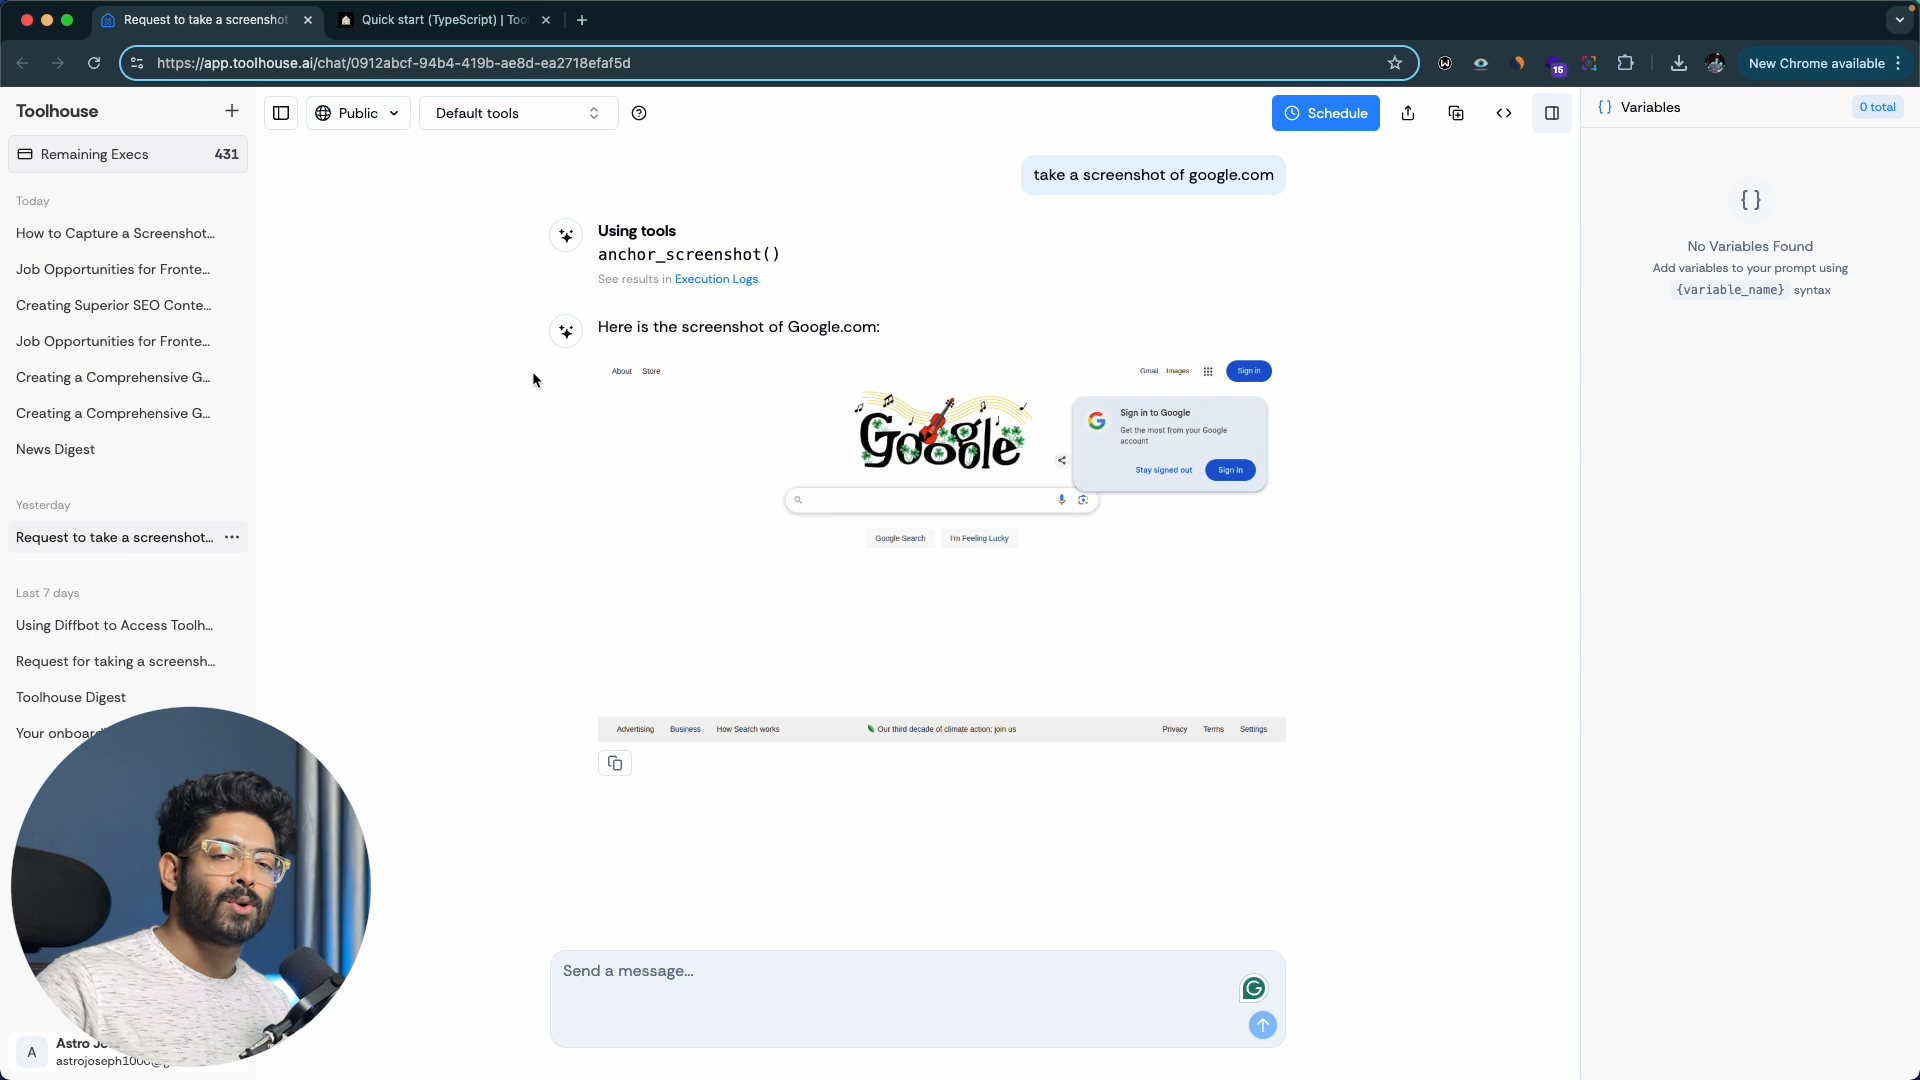 Request to take a screenshot
Quick start (TypeScript) | Tool
https://app.toolhouse.ai/chat/0912abcf-94b4-419b-ae8d-ea2718efaf5d
15
New Chrome available
Toolhouse
Remaining Execs 431
Today
How to Capture a Screenshot...
Job Opportunities for Fronte...
Creating Superior SEO Conte...
Job Opportunities for Fronte...
Creating a Comprehensive G...
Creating a Comprehensive G...
News Digest
Yesterday
Request to take a screenshot...
Last 7 days
Using Diffbot to Access Toolh...
Request for taking a screensh...
Toolhouse Digest
Your onboar
A
Astro Jo
Public
Default tools
Schedule
take a screenshot of google.com
Using tools
anchor_screenshot()
See results in Execution Logs.
Here is the screenshot of Google.com:
About Store
Gmail Images
Sign in
Google
Sign in to Google
Get the most from your Google
account
Stay signed out
Sign in
Google Search
I'm Feeling Lucky
Advertising Business How Search works
Our third decade of climate action: join us
Privacy Terms Settings
Send a message...
{} Variables
0 total
{}
No Variables Found
Add variables to your prompt using
{variable_name} syntax